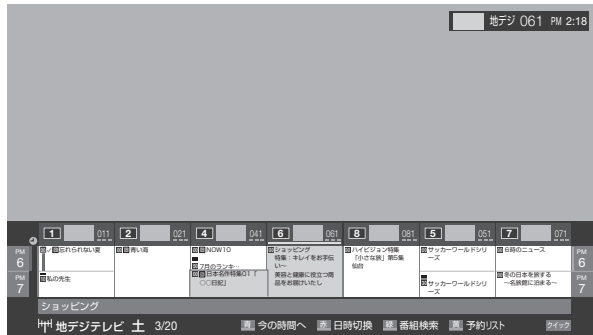 地デジ 061 PM 2:18
1 011 2 021 4 041 6 061 8 081 5 051 7 071
PM 6
忘れられない夏
青い海
NOW10
7月のランキ…
ショッピング
特集:キレイをお手伝い~
ハイビジョン特集
「小さな旅」第5集
仙台
サッカーワールドシリーズ
6時のニュース
PM 6
PM 7
私の先生
日本名作特集01「
○○日記」
美容と健康に役立つ商
品をお届けいたし
サッカーワールドシリーズ
冬の日本を旅する
~名旅館に泊まる~
PM 7
ショッピング
地デジテレビ 土 3/20 青 今の時間へ 赤 日時切換 緑 番組検索 黄 予約リスト クイック